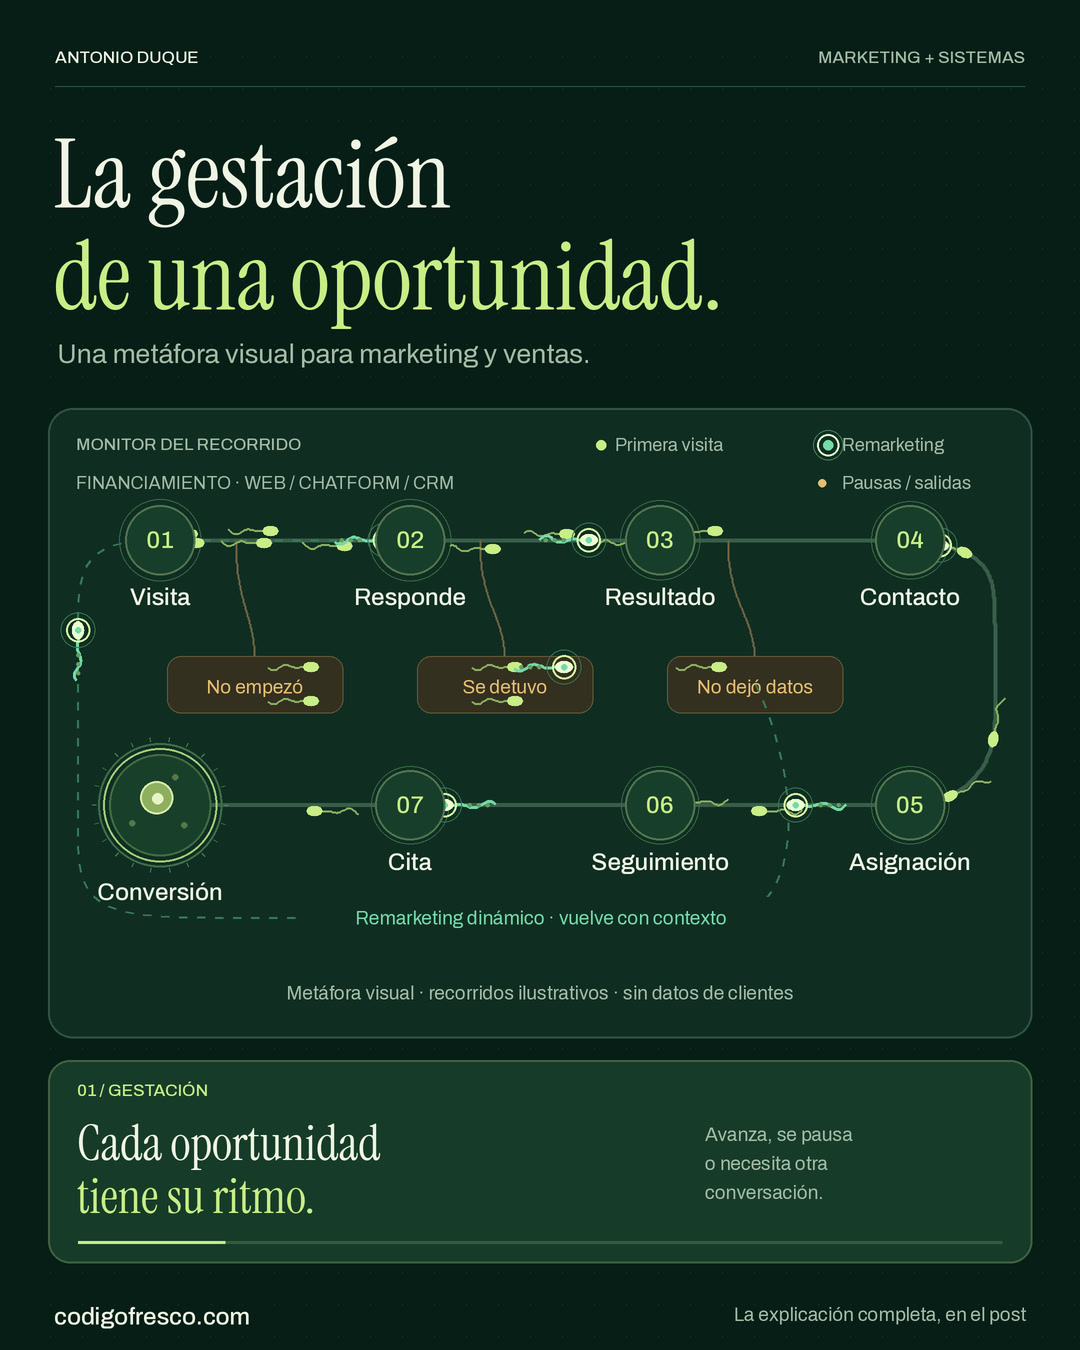 ANTONIO DUQUE
MARKETING + SISTEMAS
La gestación
de una oportunidad.
Una metáfora visual para marketing y ventas.
MONITOR DEL RECORRIDO
Primera visita
Remarketing
FINANCIAMIENTO · WEB / CHATFORM / CRM
Pausas / salidas
01
02
03
04
Visita
Responde
Resultado
Contacto
No empezó
Se detuvo
No dejó datos
07
06
05
Conversión
Cita
Seguimiento
Asignación
Remarketing dinámico · vuelve con contexto
Metáfora visual · recorridos ilustrativos · sin datos de clientes
01 / GESTACIÓN
Cada oportunidad
tiene su ritmo.
Avanza, se pausa
o necesita otra
conversación.
codigofresco.com
La explicación completa, en el post